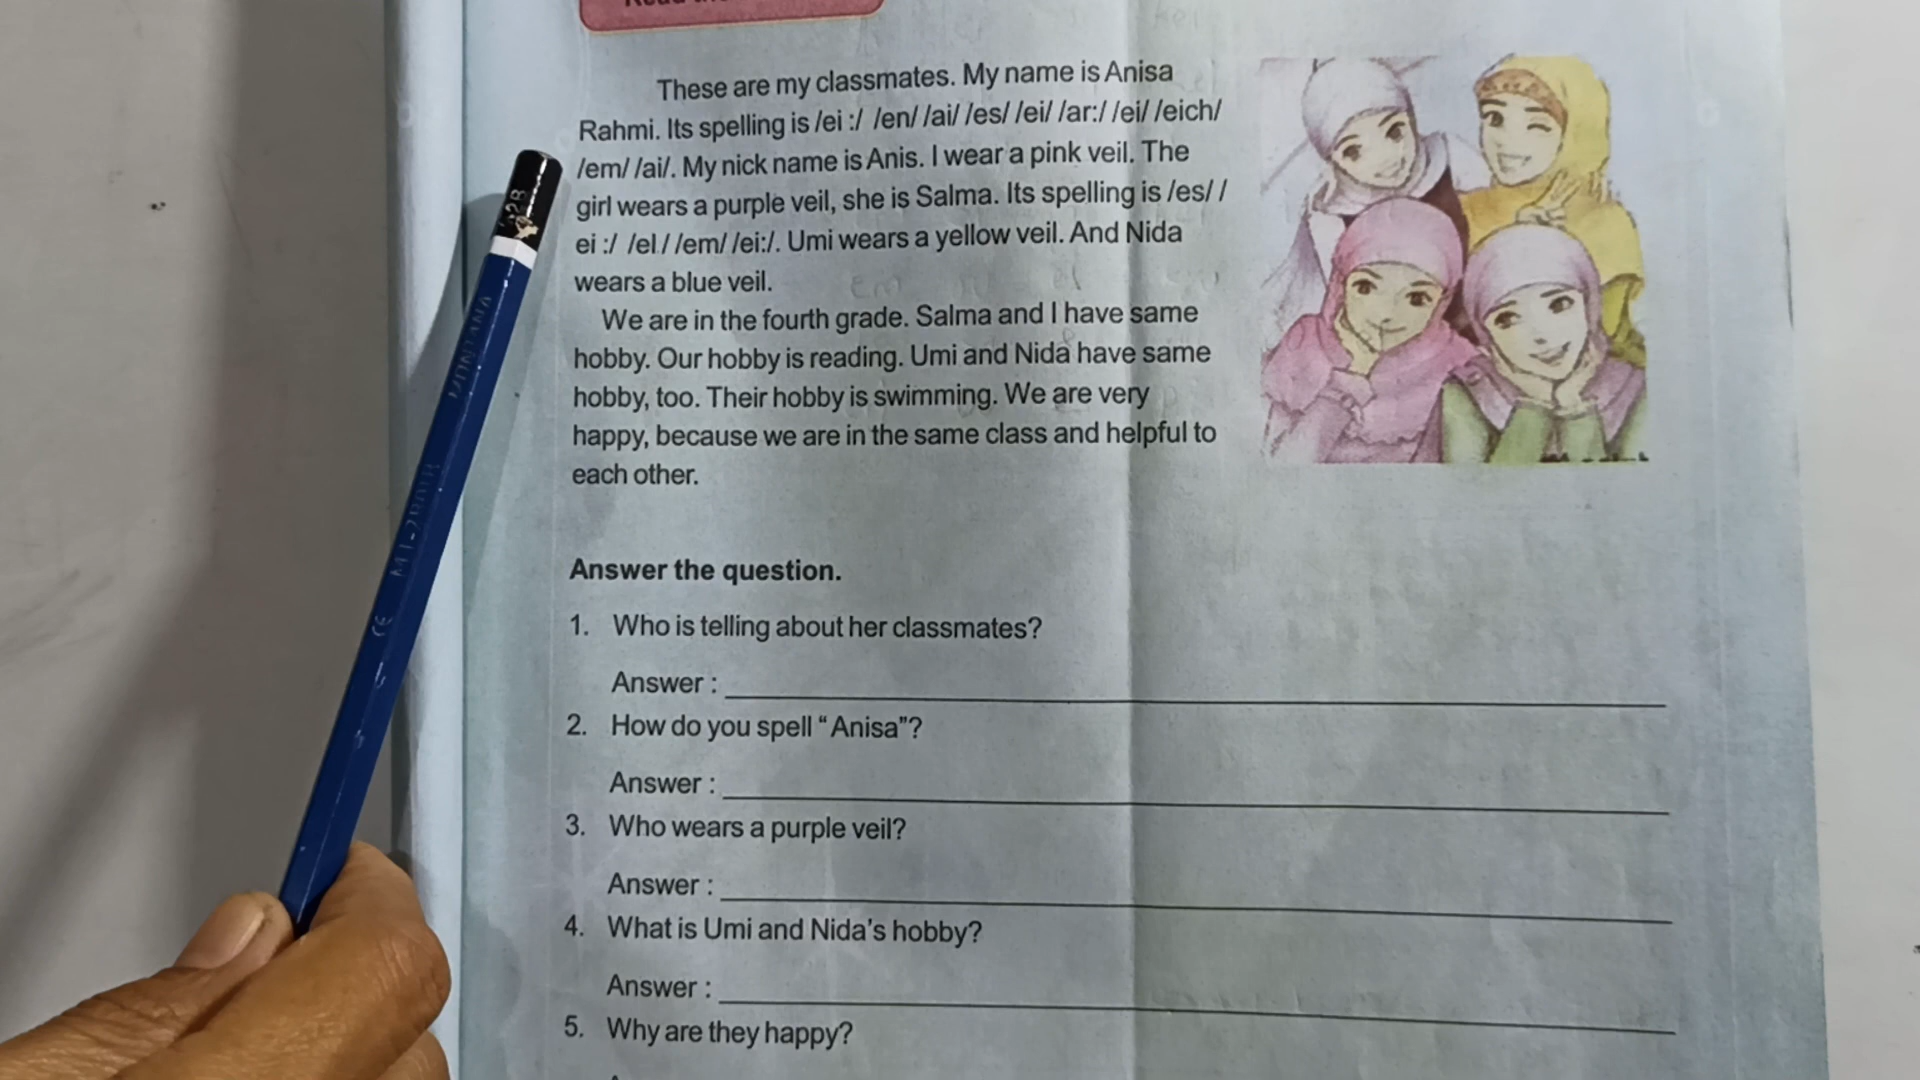 These are my classmates. My name is Anisa
Rahmi. Its spelling is /ei :/ /en/ /ai/ /es/ /ei/ /ar:/ /ei/ /eich/
/em/ /ai/. My nick name is Anis. I wear a pink veil. The
girl wears a purple veil, she is Salma. Its spelling is /es/ /
ei :/ /el / /em/ /ei:/. Umi wears a yellow veil. And Nida
wears a blue veil.
We are in the fourth grade. Salma and I have same
hobby. Our hobby is reading. Umi and Nida have same
hobby, too. Their hobby is swimming. We are very
happy, because we are in the same class and helpful to
each other.
Answer the question.
1. Who is telling about her classmates?
Answer :
2. How do you spell “Anisa”?
Answer :
3. Who wears a purple veil?
Answer :
4. What is Umi and Nida's hobby?
Answer :
5. Why are they happy?
2B